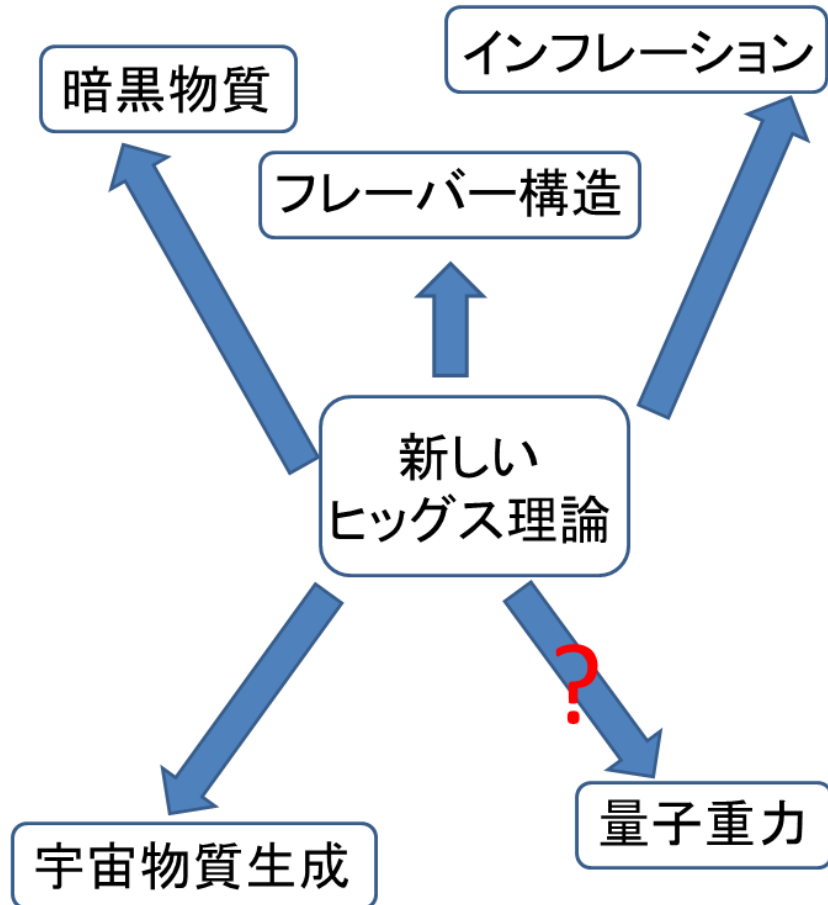 インフレーション
暗黒物質
フレーバー構造
新しい
ヒッグス理論
?
量子重力
宇宙物質生成